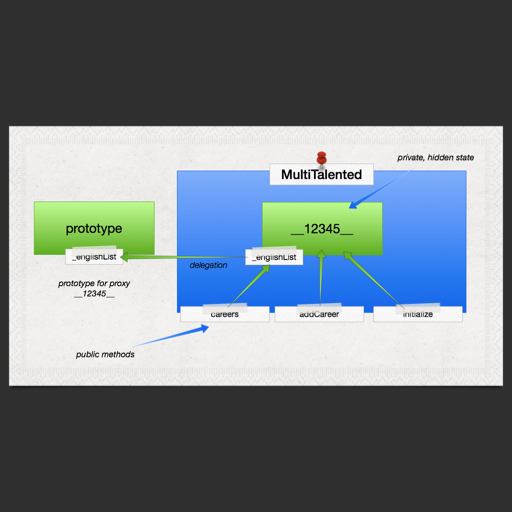 private, hidden state
MultiTalented
prototype
__12345__
_englishList
_englishList
delegation
prototype for proxy
__12345__
careers
addCareer
initialize
public methods